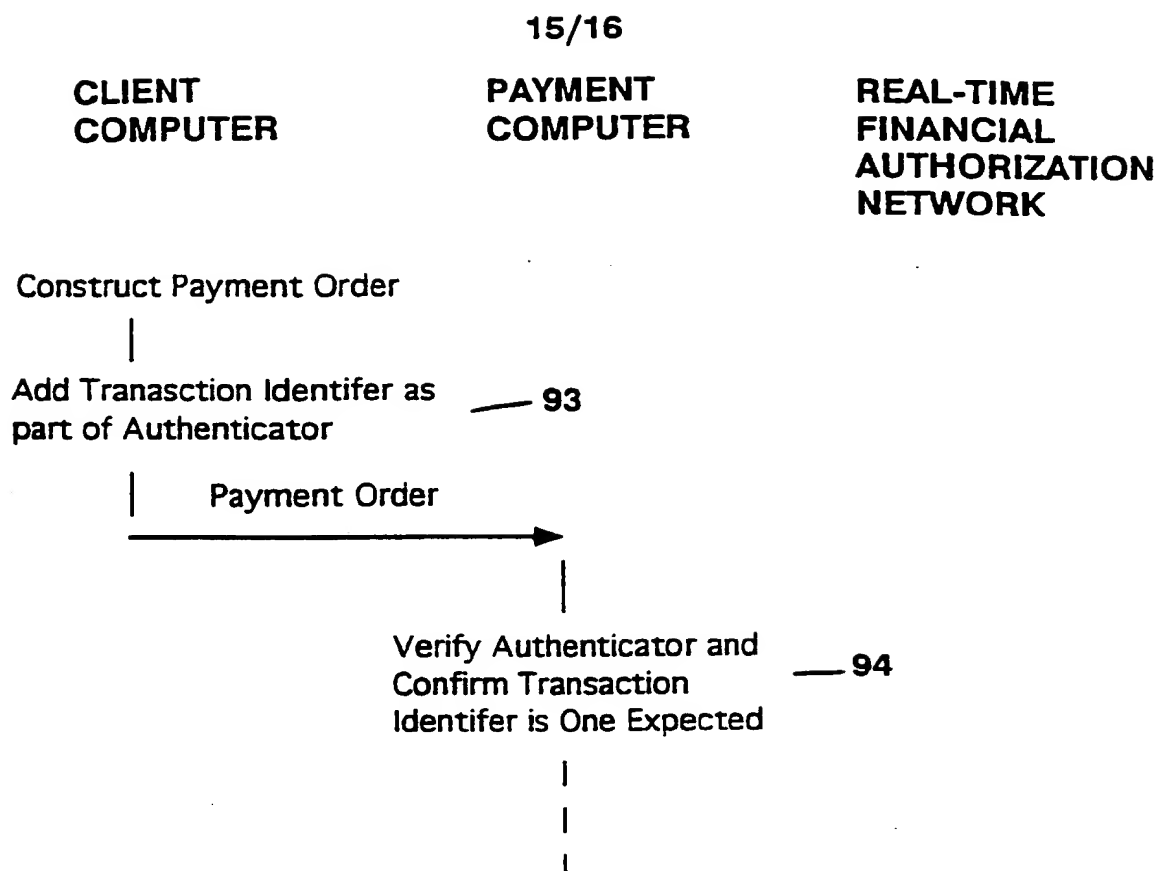 15/16
CLIENT
COMPUTER
PAYMENT
COMPUTER
REAL-TIME
FINANCIAL
AUTHORIZATION
NETWORK
Construct Payment Order
Add Tranasction Identifer as
part of Authenticator
93
Payment Order
Verify Authenticator and
Confirm Transaction
Identifer is One Expected
94